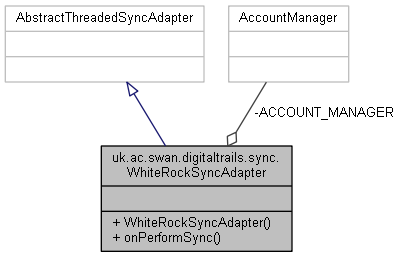 AbstractThreadedSyncAdapter
AccountManager
-ACCOUNT_MANAGER
uk.ac.swan.digitaltrails.sync.
WhiteRockSyncAdapter
+ WhiteRockSyncAdapter()
+ onPerformSync()